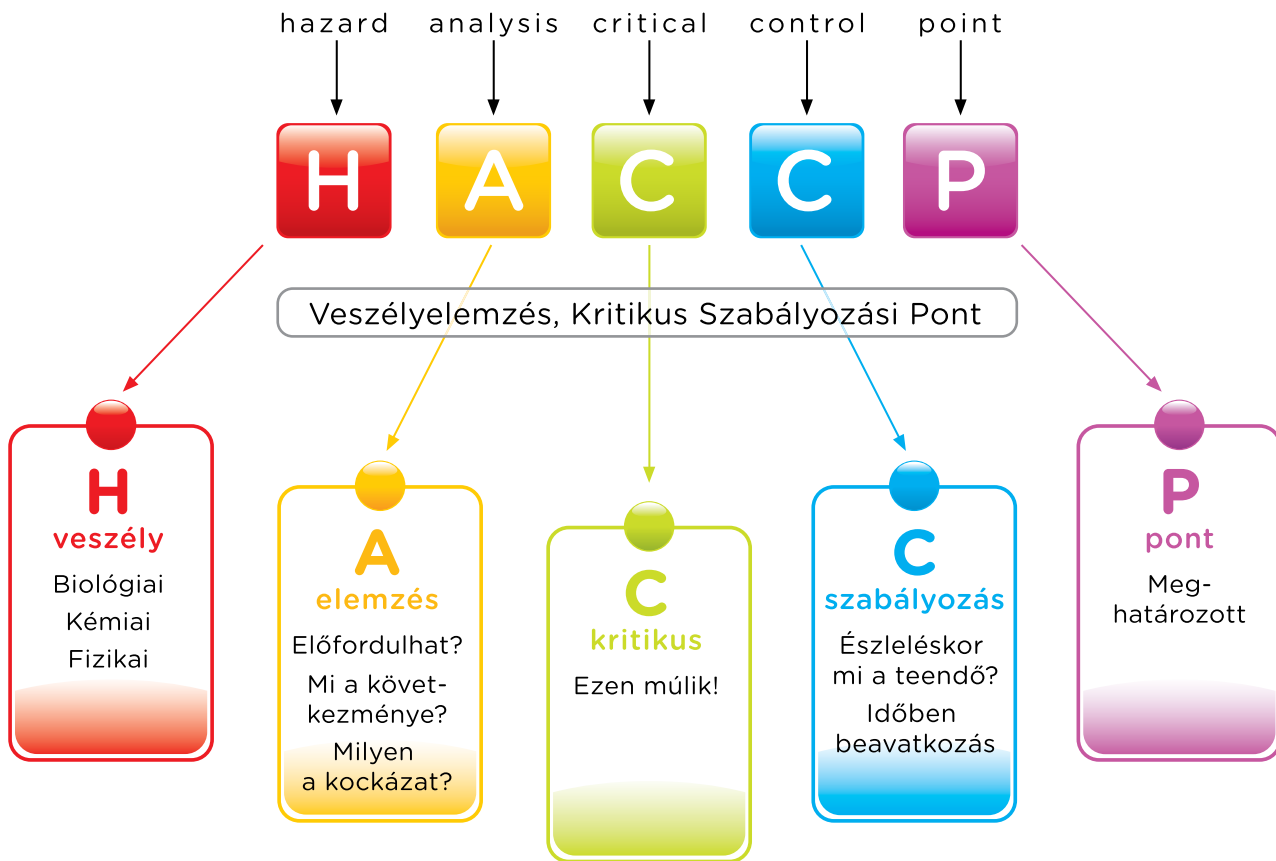 hazard analysis critical control point
H A C C P
Veszélyelemzés, Kritikus Szabályozási Pont
H
veszély
Biológiai
Kémiai
Fizikai
A
elemzés
Előfordulhat?
Mi a követ-
kezménye?
Milyen
a kockázat?
C
kritikus
Ezen múlik!
C
szabályozás
Észleléskor
mi a teendő?
Időben
beavatkozás
P
pont
Meg-
határozott